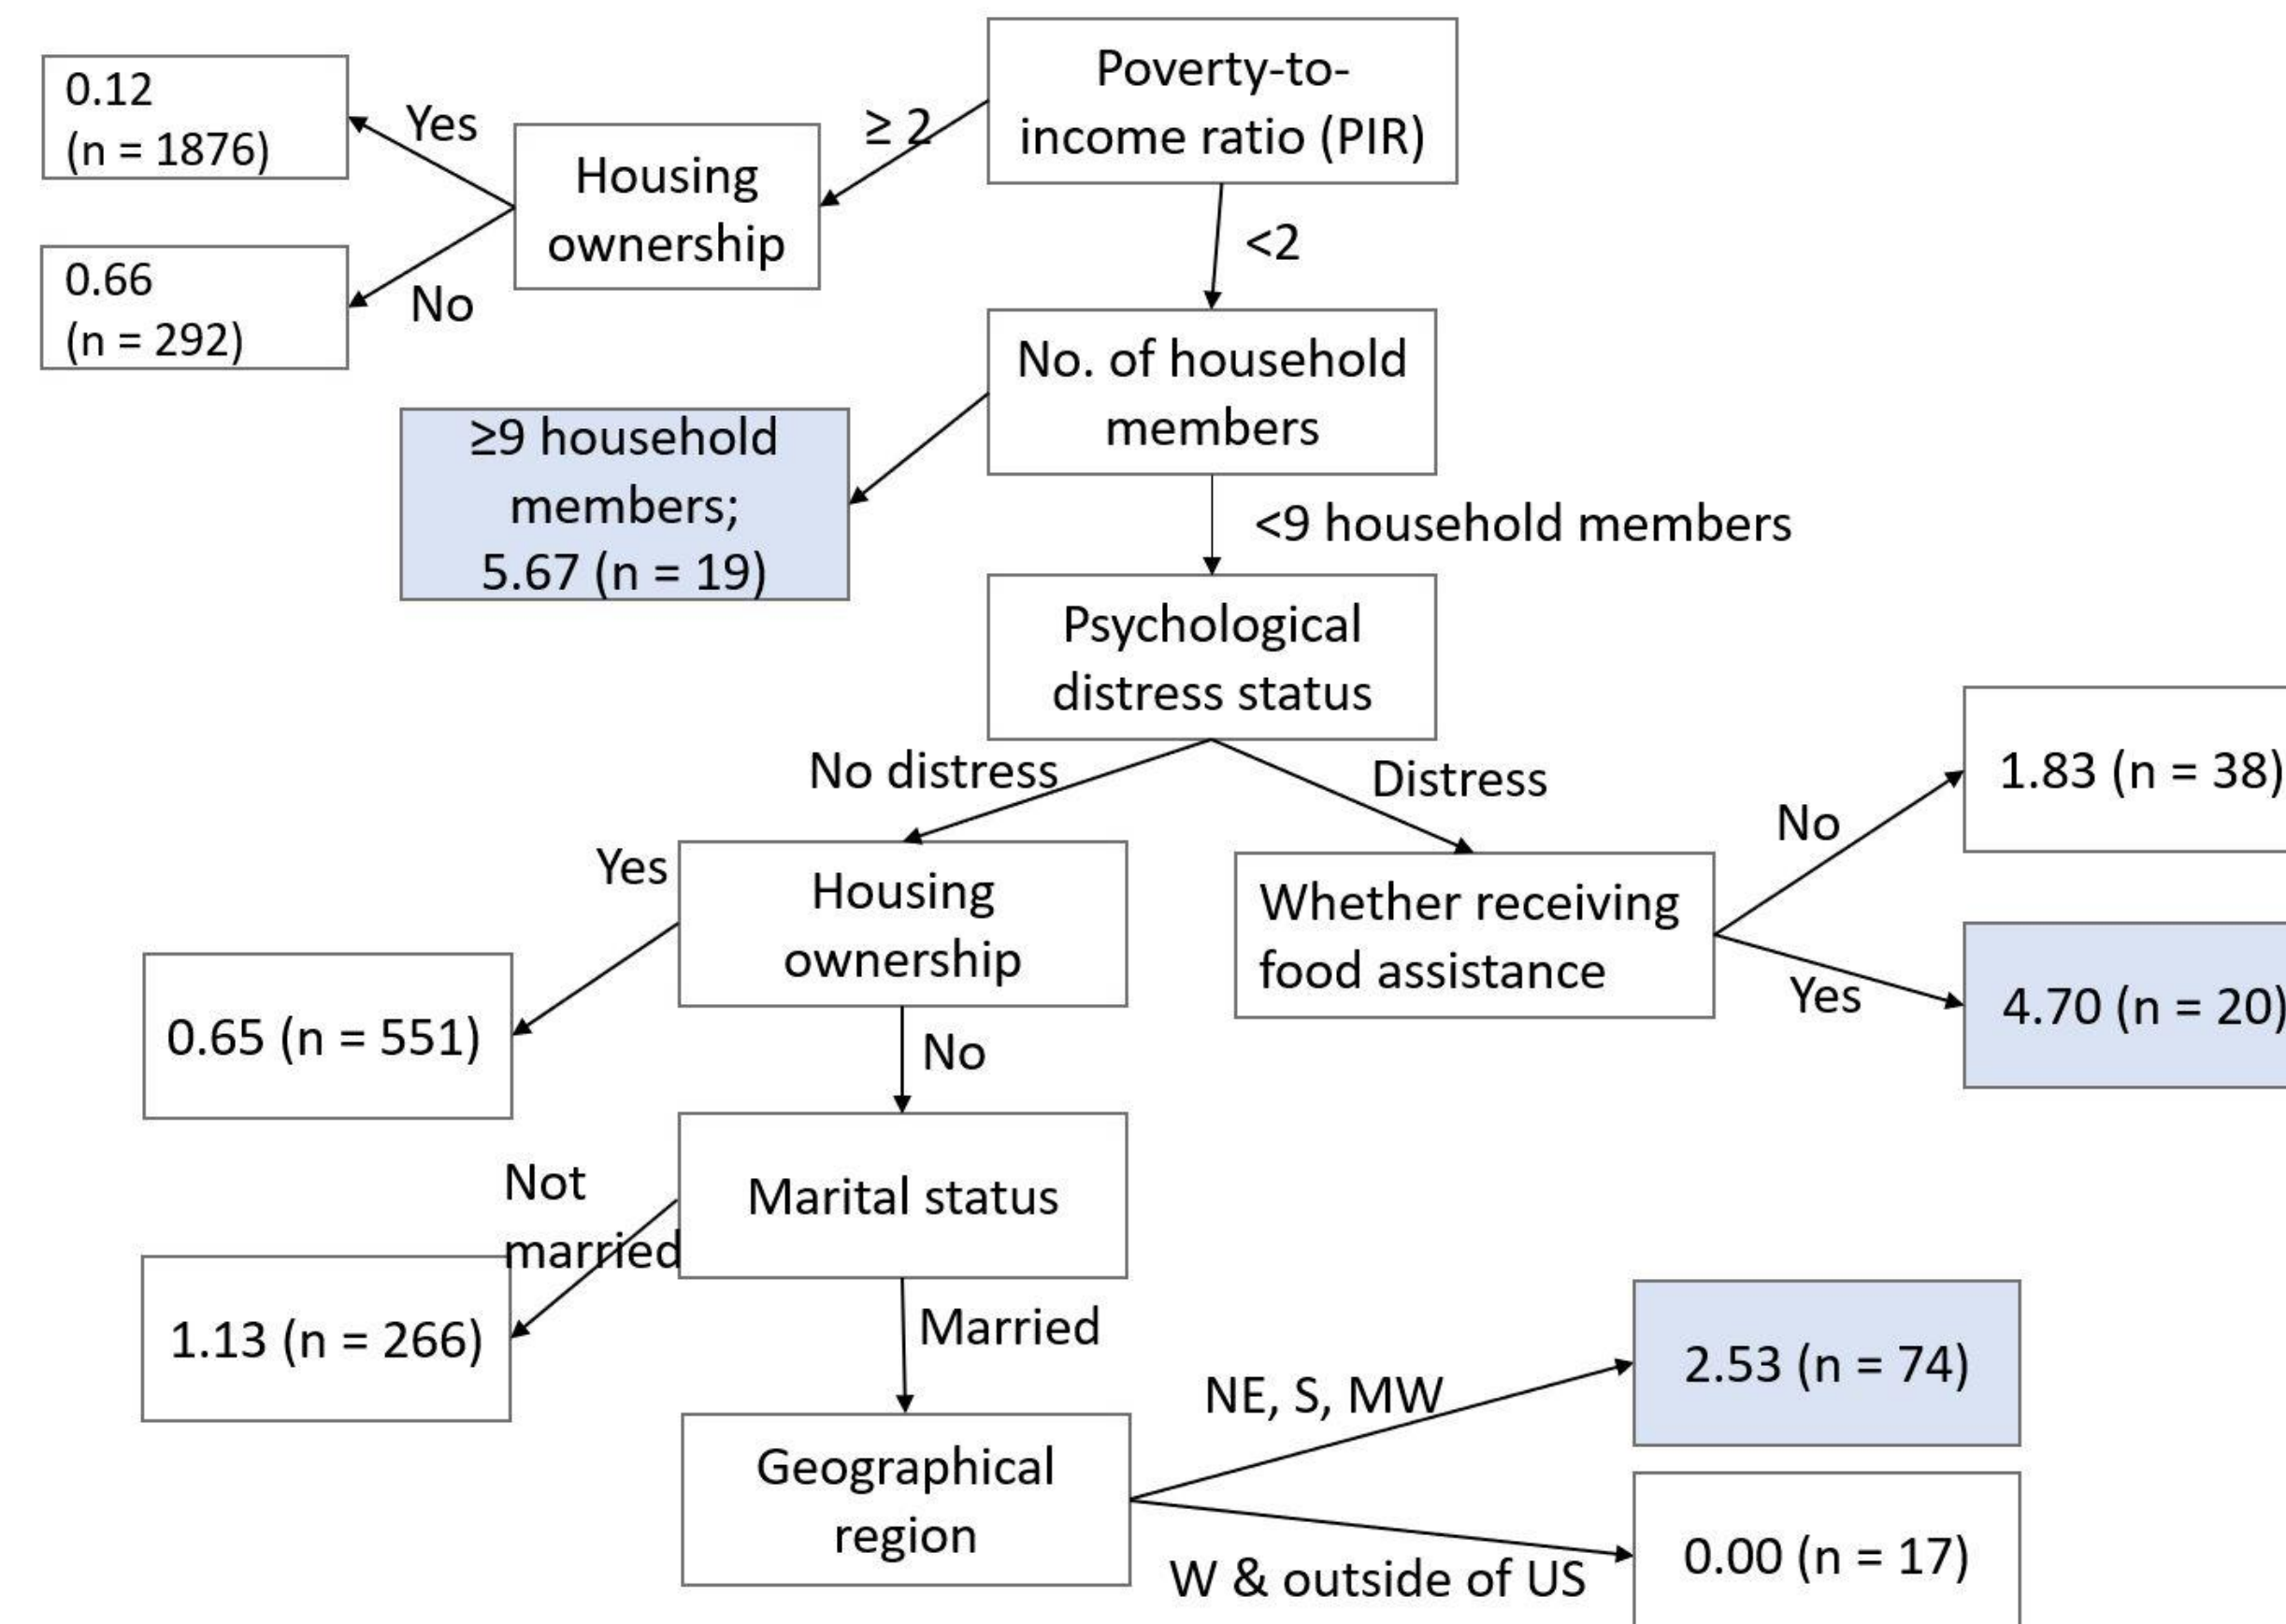 Poverty-to-
income ratio (PIR)
≥ 2
<2
Housing
ownership
Yes
No
0.12
(n = 1876)
0.66
(n = 292)
No. of household
members
≥9 household
members;
5.67 (n = 19)
<9 household members
Psychological
distress status
No distress
Distress
Housing
ownership
Yes
0.65 (n = 551)
No
Whether receiving
food assistance
No
1.83 (n = 38)
Yes
4.70 (n = 20)
Marital status
Not
married
1.13 (n = 266)
Married
Geographical
region
NE, S, MW
2.53 (n = 74)
W & outside of US
0.00 (n = 17)